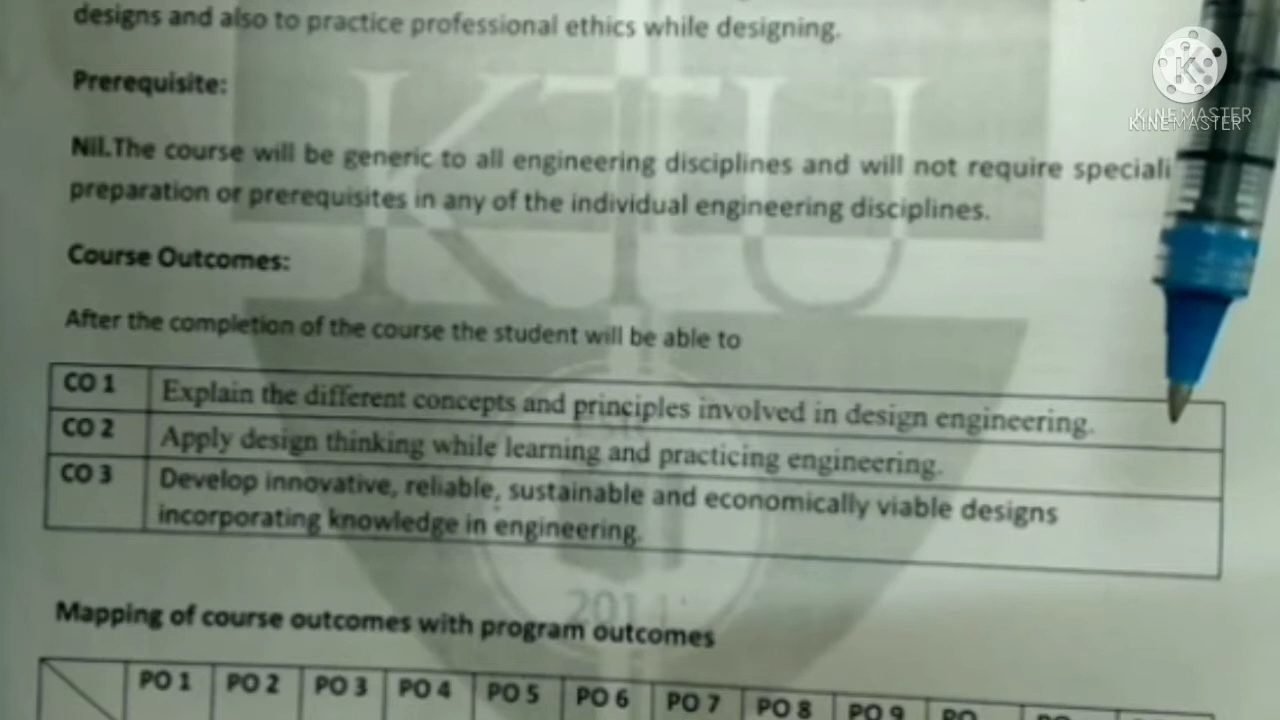 designs and also to practice professional ethics while designing.
Prerequisite:
Nil.The course will be generic to all engineering disciplines and will not require speciali
preparation or prerequisites in any of the individual engineering disciplines.
Course Outcomes:
After the completion of the course the student will be able to
CO 1 Explain the different concepts and principles involved in design engineering.
CO 2 Apply design thinking while learning and practicing engineering.
CO 3 Develop innovative, reliable, sustainable and economically viable designs
incorporating knowledge in engineering.
Mapping of course outcomes with program outcomes
PO 1 PO 2 PO 3 PO 4 PO 5 PO 6 PO 7 PO 8 PO 9 PO
KTU
2014
K
KINEMASTER
KINEMASTER